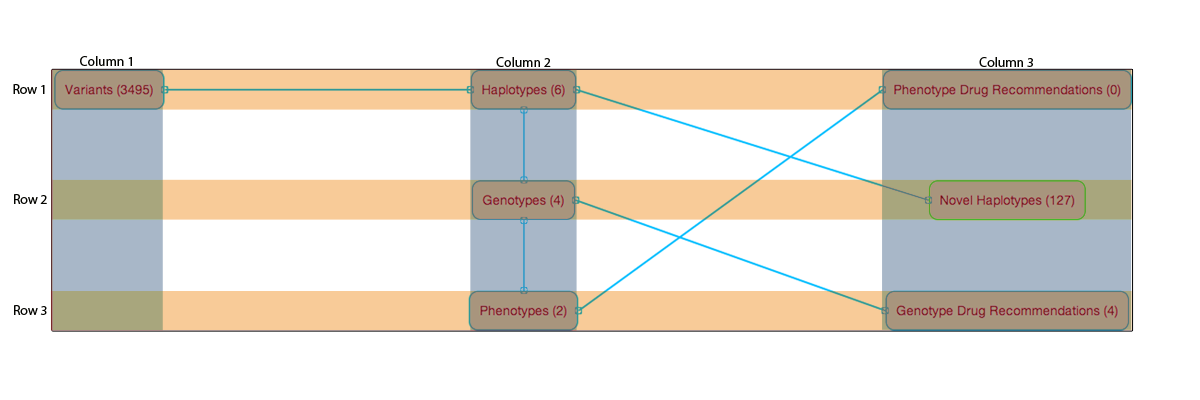 Column 1
Column 2
Column 3
Row 1
Variants (3495)
Haplotypes (6)
Phenotype Drug Recommendations (0)
Row 2
Genotypes (4)
Novel Haplotypes (127)
Row 3
Phenotypes (2)
Genotype Drug Recommendations (4)